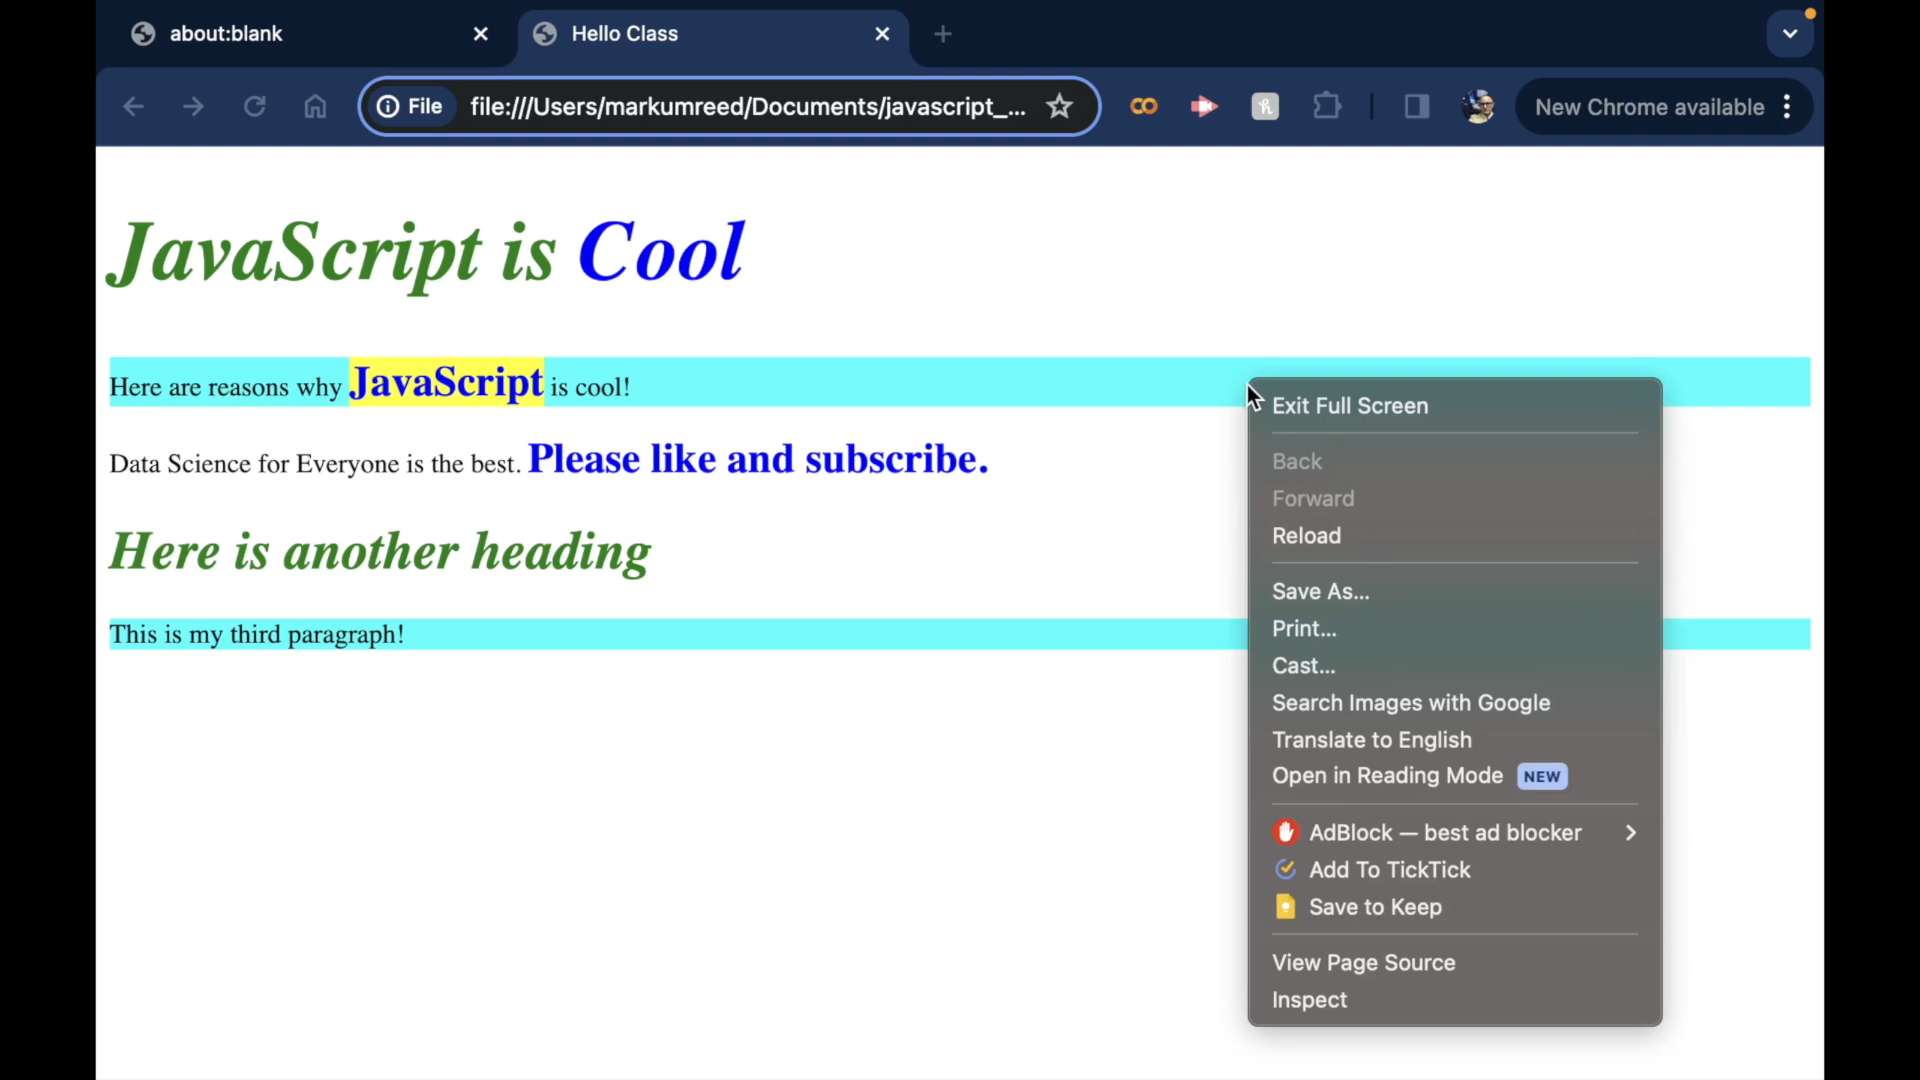 about:blank
Hello Class
File
file:///Users/markumreed/Documents/javascript_...
New Chrome available
JavaScript is Cool
Here are reasons why JavaScript is cool!
Data Science for Everyone is the best. Please like and subscribe.
Here is another heading
This is my third paragraph!
Exit Full Screen
Back
Forward
Reload
Save As...
Print...
Cast...
Search Images with Google
Translate to English
Open in Reading Mode NEW
AdBlock — best ad blocker
Add To TickTick
Save to Keep
View Page Source
Inspect